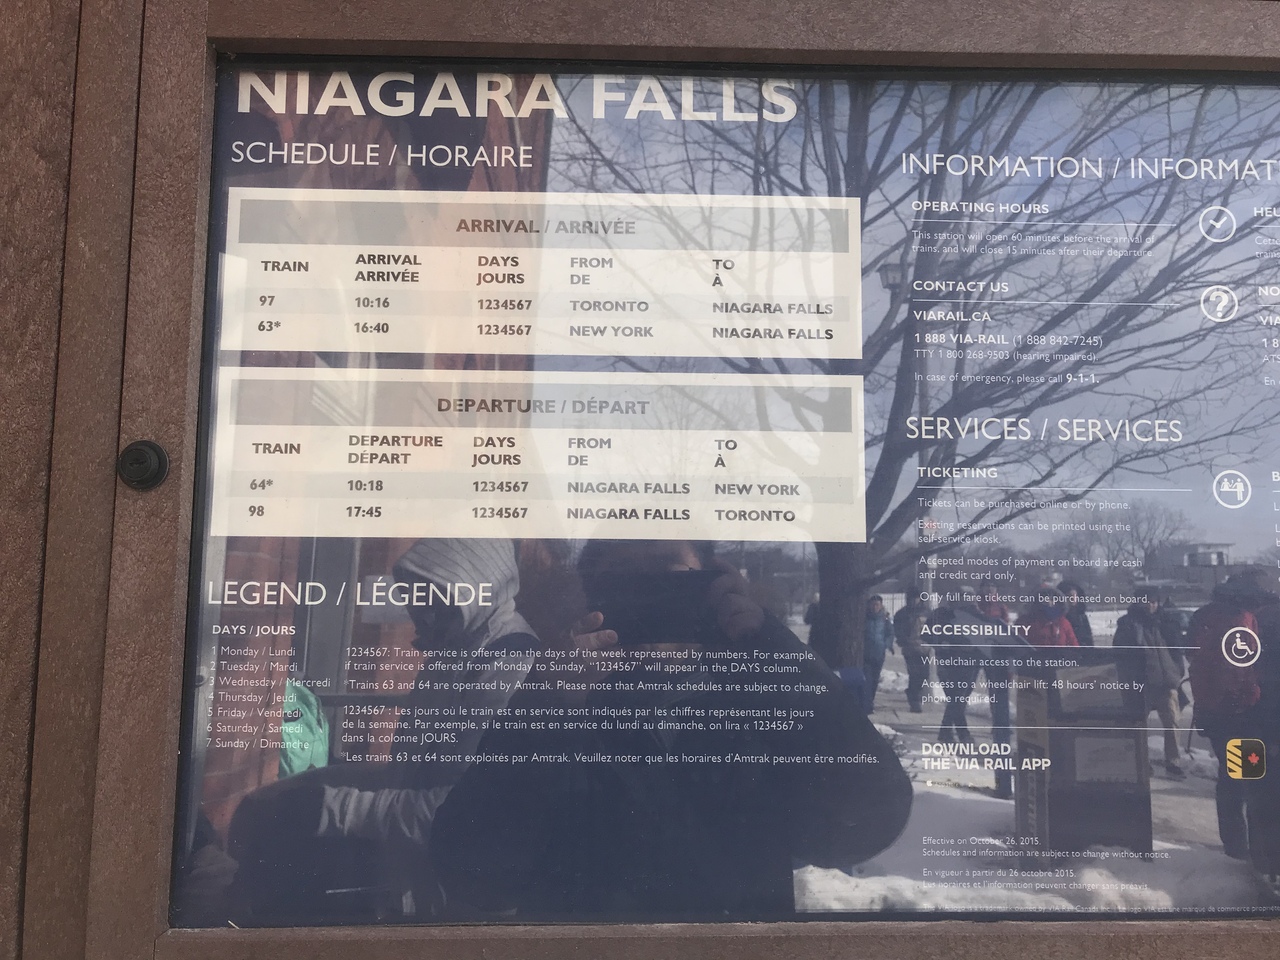 NIAGARA FALLS
SCHEDULE / HORAIRE
ARRIVAL / ARRIVÉE
TRAIN ARRIVAL DAYS FROM TO
ARRIVÉE JOURS DE À
97 10:16 1234567 TORONTO NIAGARA FALLS
63* 16:40 1234567 NEW YORK NIAGARA FALLS
DEPARTURE / DÉPART
TRAIN DEPARTURE DAYS FROM TO
DÉPART JOURS DE À
64* 10:18 1234567 NIAGARA FALLS NEW YORK
98 17:45 1234567 NIAGARA FALLS TORONTO
LEGEND / LÉGENDE
DAYS / JOURS
1 Monday / Lundi
2 Tuesday / Mardi
3 Wednesday / Mercredi
4 Thursday / Jeudi
5 Friday / Vendredi
6 Saturday / Samedi
7 Sunday / Dimanche
1234567: Train service is offered on the days of the week represented by numbers. For example,
if train service is offered from Monday to Sunday, "1234567" will appear in the DAYS column.
*Trains 63 and 64 are operated by Amtrak. Please note that Amtrak schedules are subject to change.
1234567 : Les jours où le train est en service sont indiqués par les chiffres représentant les jours
de la semaine. Par exemple, si le train est en service du lundi au dimanche, on lira « 1234567 »
dans la colonne JOURS.
*Les trains 63 et 64 sont exploités par Amtrak. Veuillez noter que les horaires d'Amtrak peuvent être modifiés.
INFORMATION / INFORMAT
OPERATING HOURS
This station will open 60 minutes before the arrival of
trains, and will close 15 minutes after their departure.
CONTACT US
VIARAIL.CA
1 888 VIA-RAIL (1 888 842-7245)
TTY 1 800 268-9503 (hearing impaired).
In case of emergency, please call 9-1-1.
SERVICES / SERVICES
TICKETING
Tickets can be purchased online or by phone.
Existing reservations can be printed using the
self-service kiosk.
Accepted modes of payment on board are cash
and credit card only.
Only full fare tickets can be purchased on board.
ACCESSIBILITY
Wheelchair access to the station.
Access to a wheelchair lift: 48 hours' notice by
phone required.
DOWNLOAD
THE VIA RAIL APP
Effective on October 26, 2015.
Schedules and information are subject to change without notice.
En vigueur à partir du 26 octobre 2015.
Les horaires et l'information peuvent changer sans préavis.
HEU
Cette
trains
NO
VIA
1 8
ATS
En
B
L